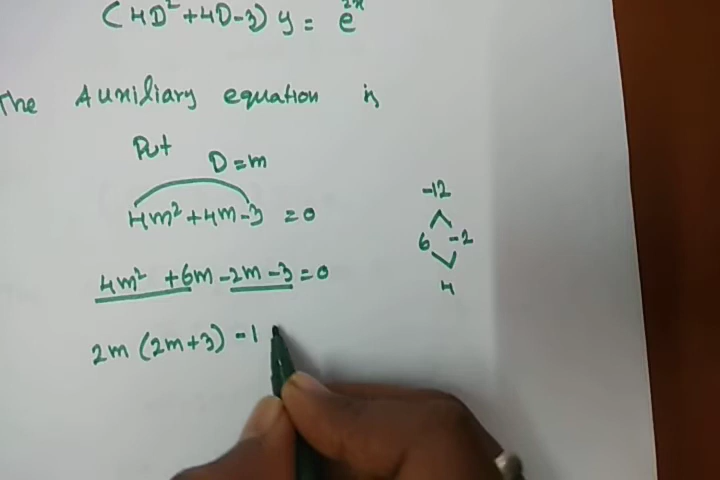 (4D²+4D-3) y = e²ˣ
The Auxiliary equation is
Put
D=m
4m²+4m-3 =0
4m² +6m-2m-3=0
2m (2m+3) -1
-12
6 -2
4